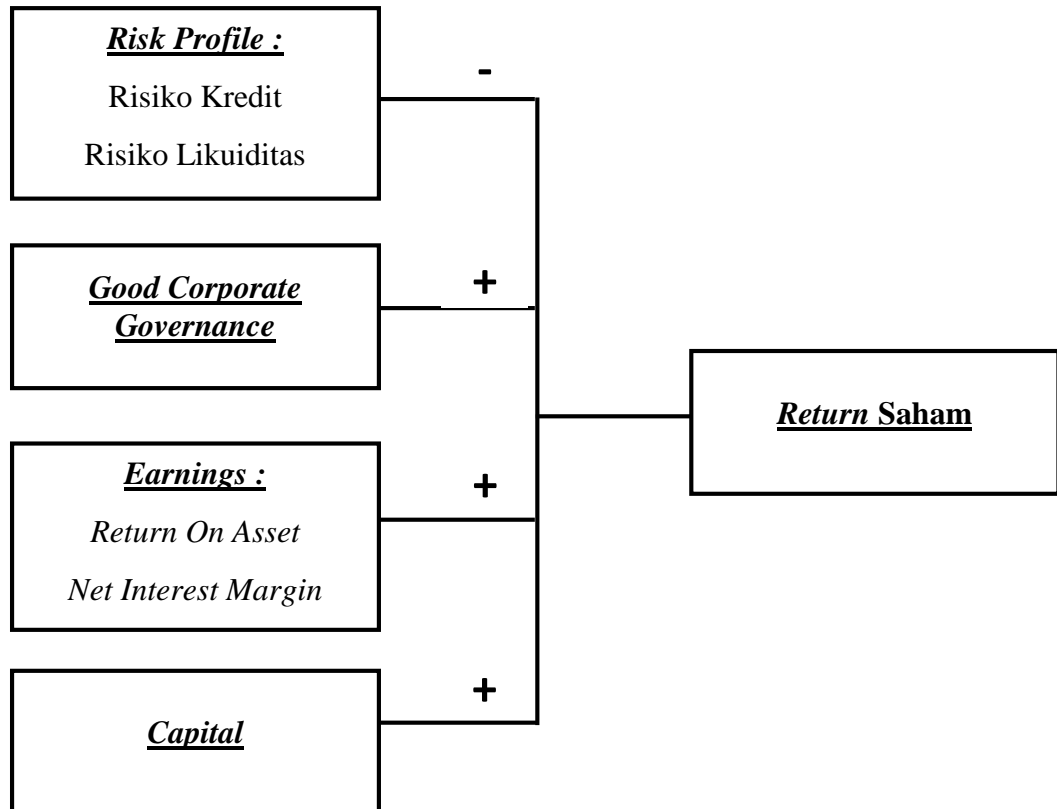 Risk Profile :
Risiko Kredit
Risiko Likuiditas
-
Good Corporate
Governance
+
Earnings :
Return On Asset
Net Interest Margin
+
Capital
+
Return Saham